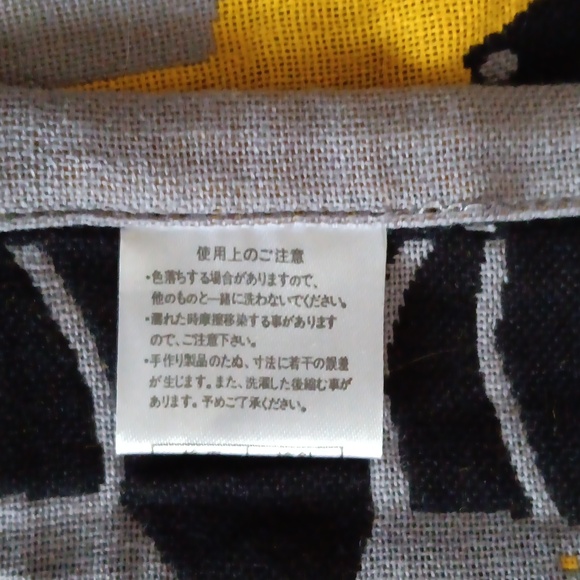 使用上のご注意
・色落ちする場合がありますので、
他のものと一緒に洗わないでください。
・濡れた時摩擦移染する事があります
ので、ご注意下さい。
・手作り製品のため、寸法に若干の誤差
が生じます。また、洗濯した後縮む事が
あります。予めご了承ください。